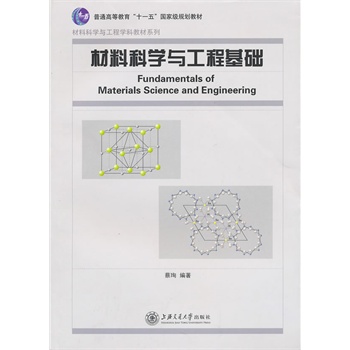 普通高等教育“十一五”国家级规划教材
材料科学与工程学科教材系列
材料科学与工程基础
Fundamentals of
Materials Science and Engineering
蔡珣 编著
上海交通大学出版社